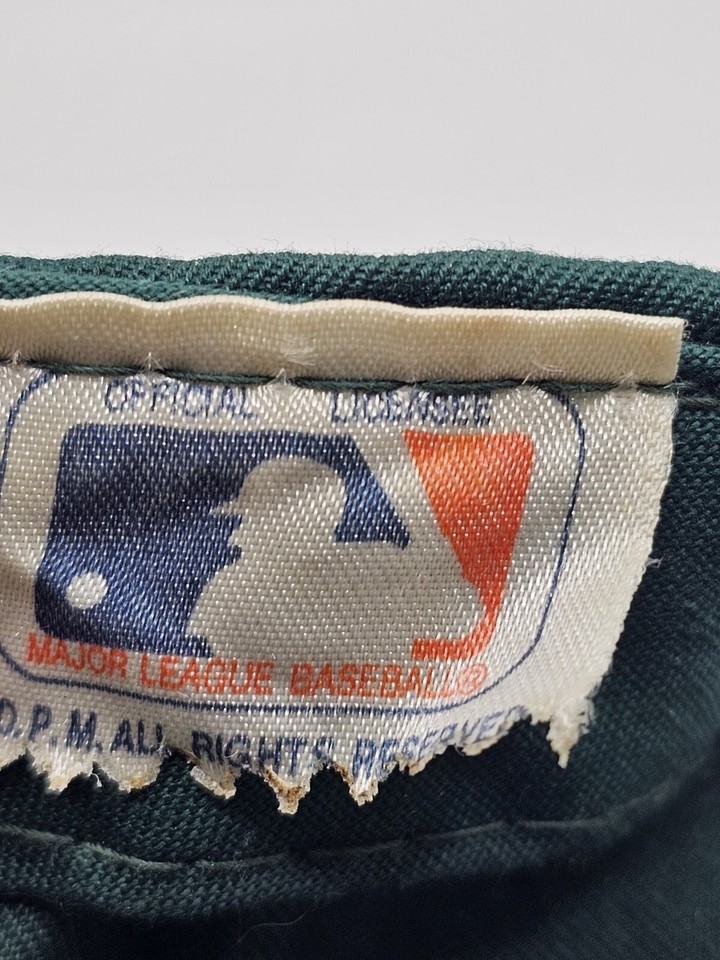 OFFICIAL LICENSEE
MAJOR LEAGUE BASEBALL®
D.P.M. ALL RIGHTS RESERVED